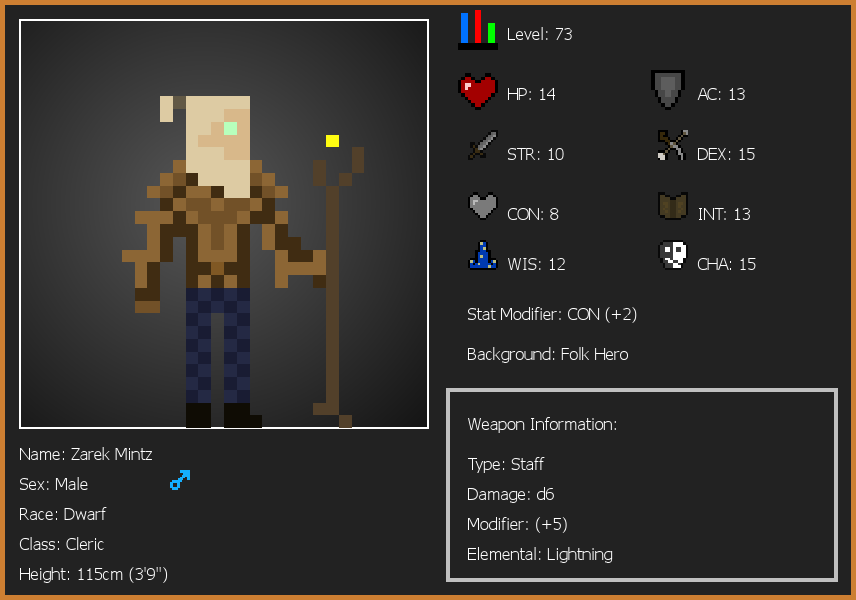 Level: 73
HP: 14
AC: 13
STR: 10
DEX: 15
CON: 8
INT: 13
WIS: 12
CHA: 15
Stat Modifier: CON (+2)
Background: Folk Hero
Weapon Information:
Type: Staff
Damage: d6
Modifier: (+5)
Elemental: Lightning
Name: Zarek Mintz
Sex: Male
Race: Dwarf
Class: Cleric
Height: 115cm (3'9")